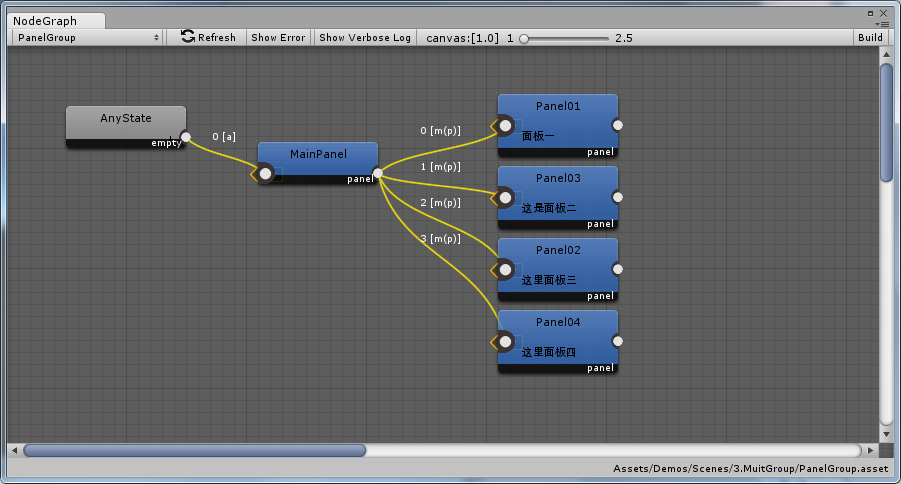 NodeGraph
PanelGroup Refresh Show Error Show Verbose Log canvas:[1.0] 1 2.5 Build
AnyState
empty
0 [a]
MainPanel
panel
0 [m(p)]
1 [m(p)]
2 [m(p)]
3 [m(p)]
Panel01
面板一
panel
Panel03
这是面板二
panel
Panel02
这里面板三
panel
Panel04
这里面板四
panel
Assets/Demos/Scenes/3.MuitGroup/PanelGroup.asset